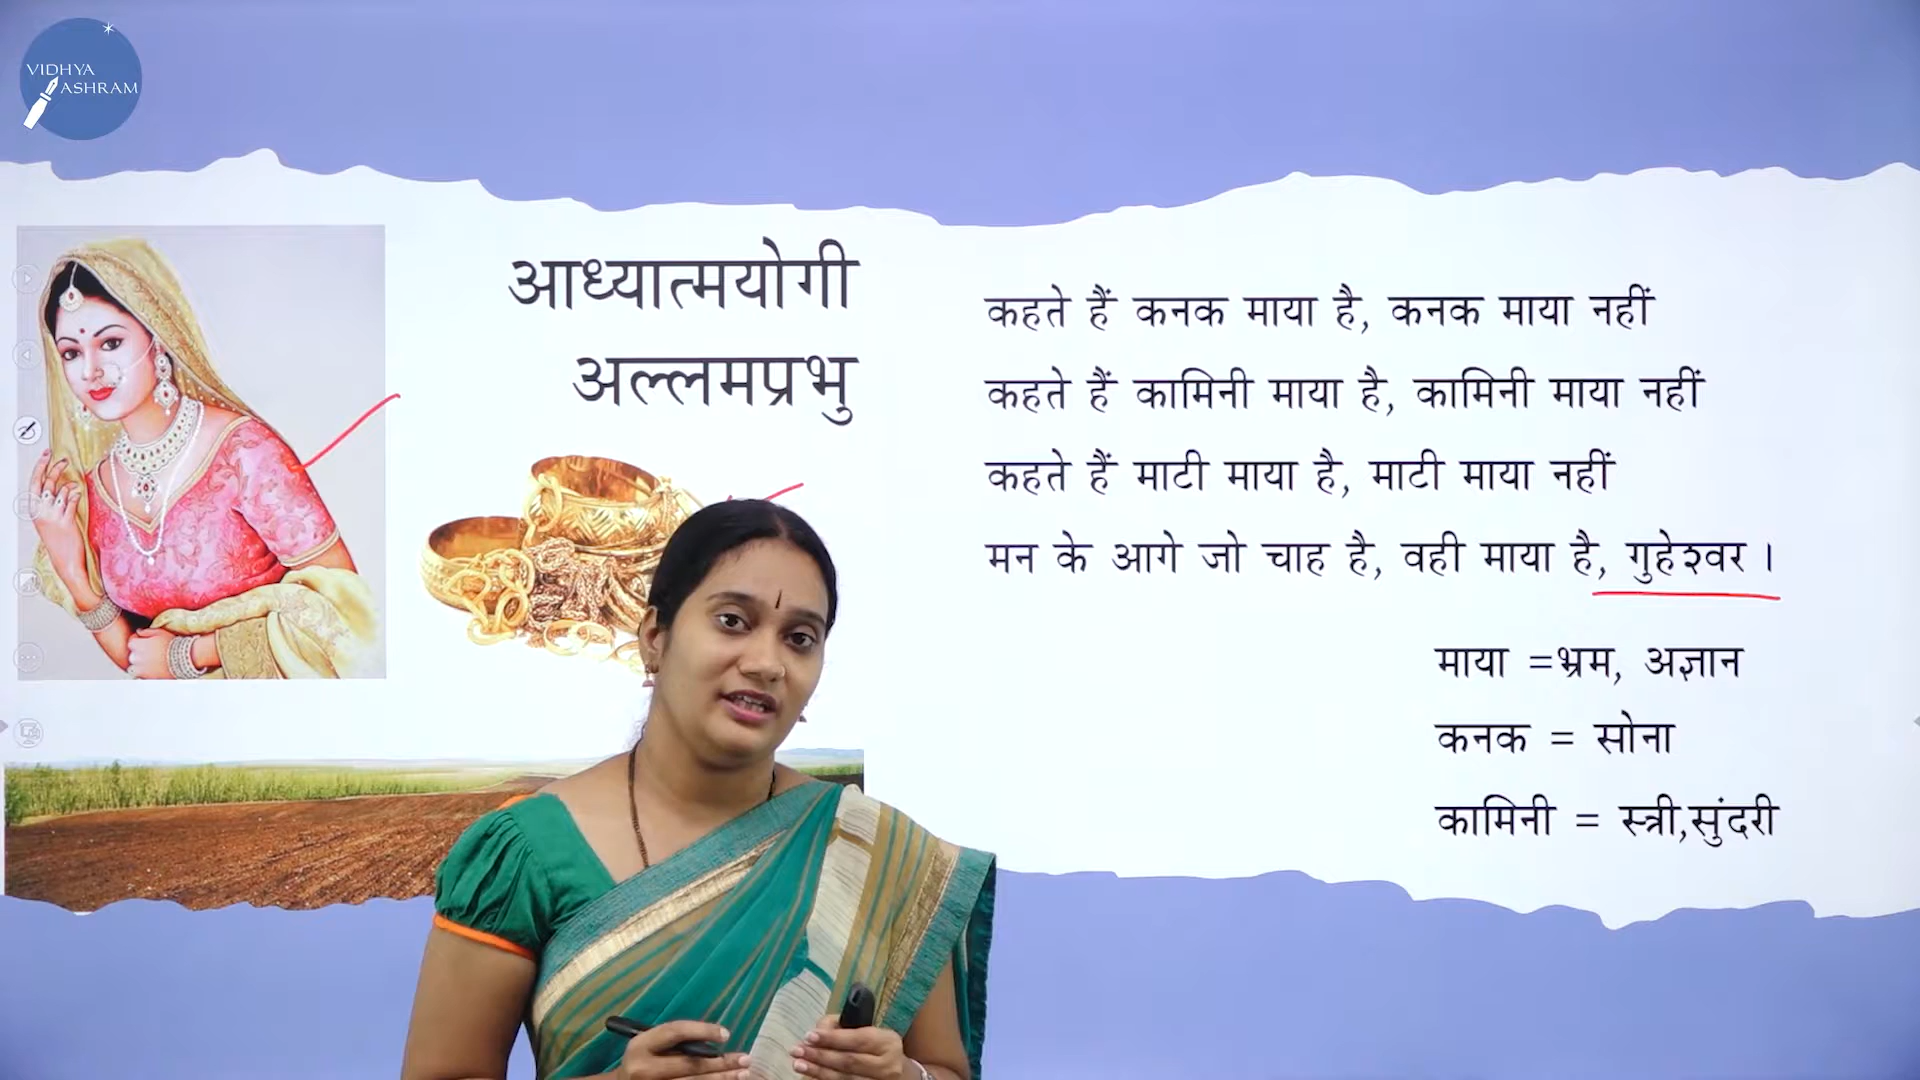 VIDHYA
ASHRAM
आध्यात्मयोगी
अल्लमप्रभु
कहते हैं कनक माया है, कनक माया नहीं
कहते हैं कामिनी माया है, कामिनी माया नहीं
कहते हैं माटी माया है, माटी माया नहीं
मन के आगे जो चाह है, वही माया है, गुहेश्वर ।
माया =भ्रम, अज्ञान
कनक = सोना
कामिनी = स्त्री,सुंदरी